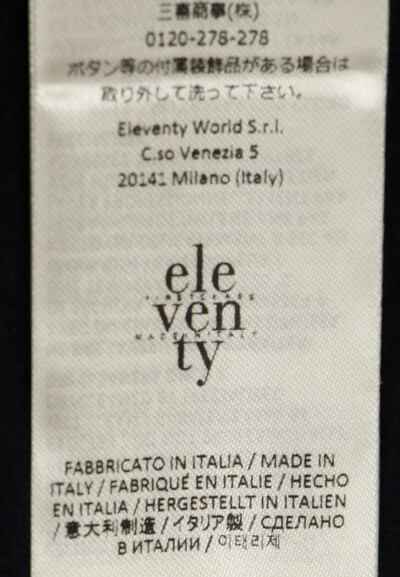 三喜商事(株)
0120-278-278
ボタン等の付属装飾品がある場合は
取り外して洗って下さい。
Eleventy World S.r.l.
C.so Venezia 5
20141 Milano (Italy)
ele
ven
MADE IN ITALY
ty
FABBRICATO IN ITALIA / MADE IN
ITALY / FABRIQUÉ EN ITALIE / HECHO
EN ITALIA / HERGESTELLT IN ITALIEN
/ 意大利制造 / イタリア製 / СДЕЛАНО
В ИТАЛИИ / 이태리제